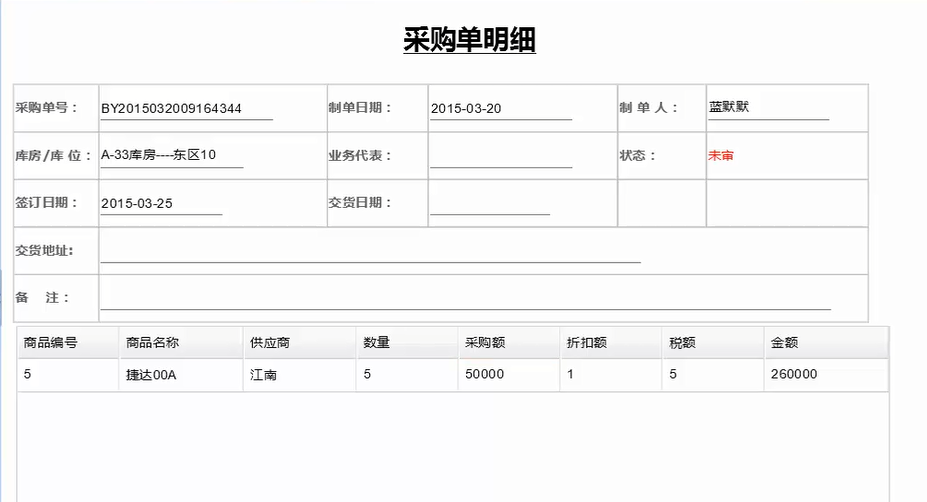 采购单明细
采购单号： BY2015032009164344 制单日期： 2015-03-20 制 单 人： 蓝默默
库房/库 位： A-33库房----东区10 业务代表： 状态： 未审
签订日期： 2015-03-25 交货日期：
交货地址:
备 注：
商品编号 商品名称 供应商 数量 采购额 折扣额 税额 金额
5 捷达00A 江南 5 50000 1 5 260000